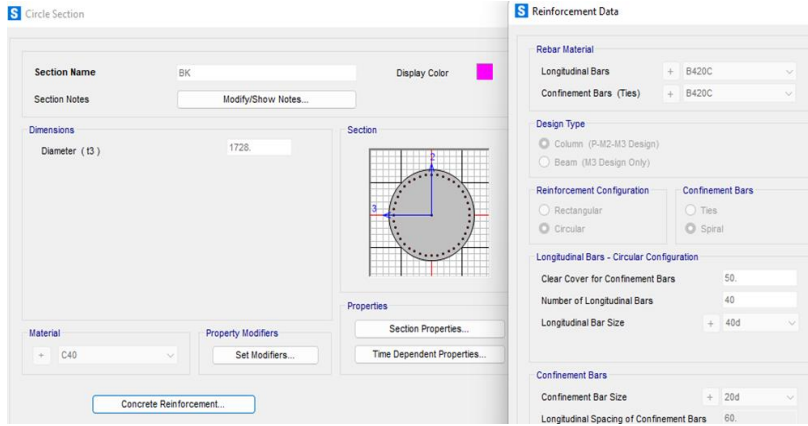 S Circle Section
Section Name BK Display Color
Section Notes Modify/Show Notes...
Dimensions
Diameter ( t3 ) 1728.
Section
2
3
Properties
Section Properties...
Time Dependent Properties...
Material
+ C40
Property Modifiers
Set Modifiers...
Concrete Reinforcement...
S Reinforcement Data
Rebar Material
Longitudinal Bars + B420C
Confinement Bars (Ties) + B420C
Design Type
Column (P-M2-M3 Design)
Beam (M3 Design Only)
Reinforcement Configuration
Rectangular
Circular
Confinement Bars
Ties
Spiral
Longitudinal Bars - Circular Configuration
Clear Cover for Confinement Bars 50.
Number of Longitudinal Bars 40
Longitudinal Bar Size + 40d
Confinement Bars
Confinement Bar Size + 20d
Longitudinal Spacing of Confinement Bars 60.